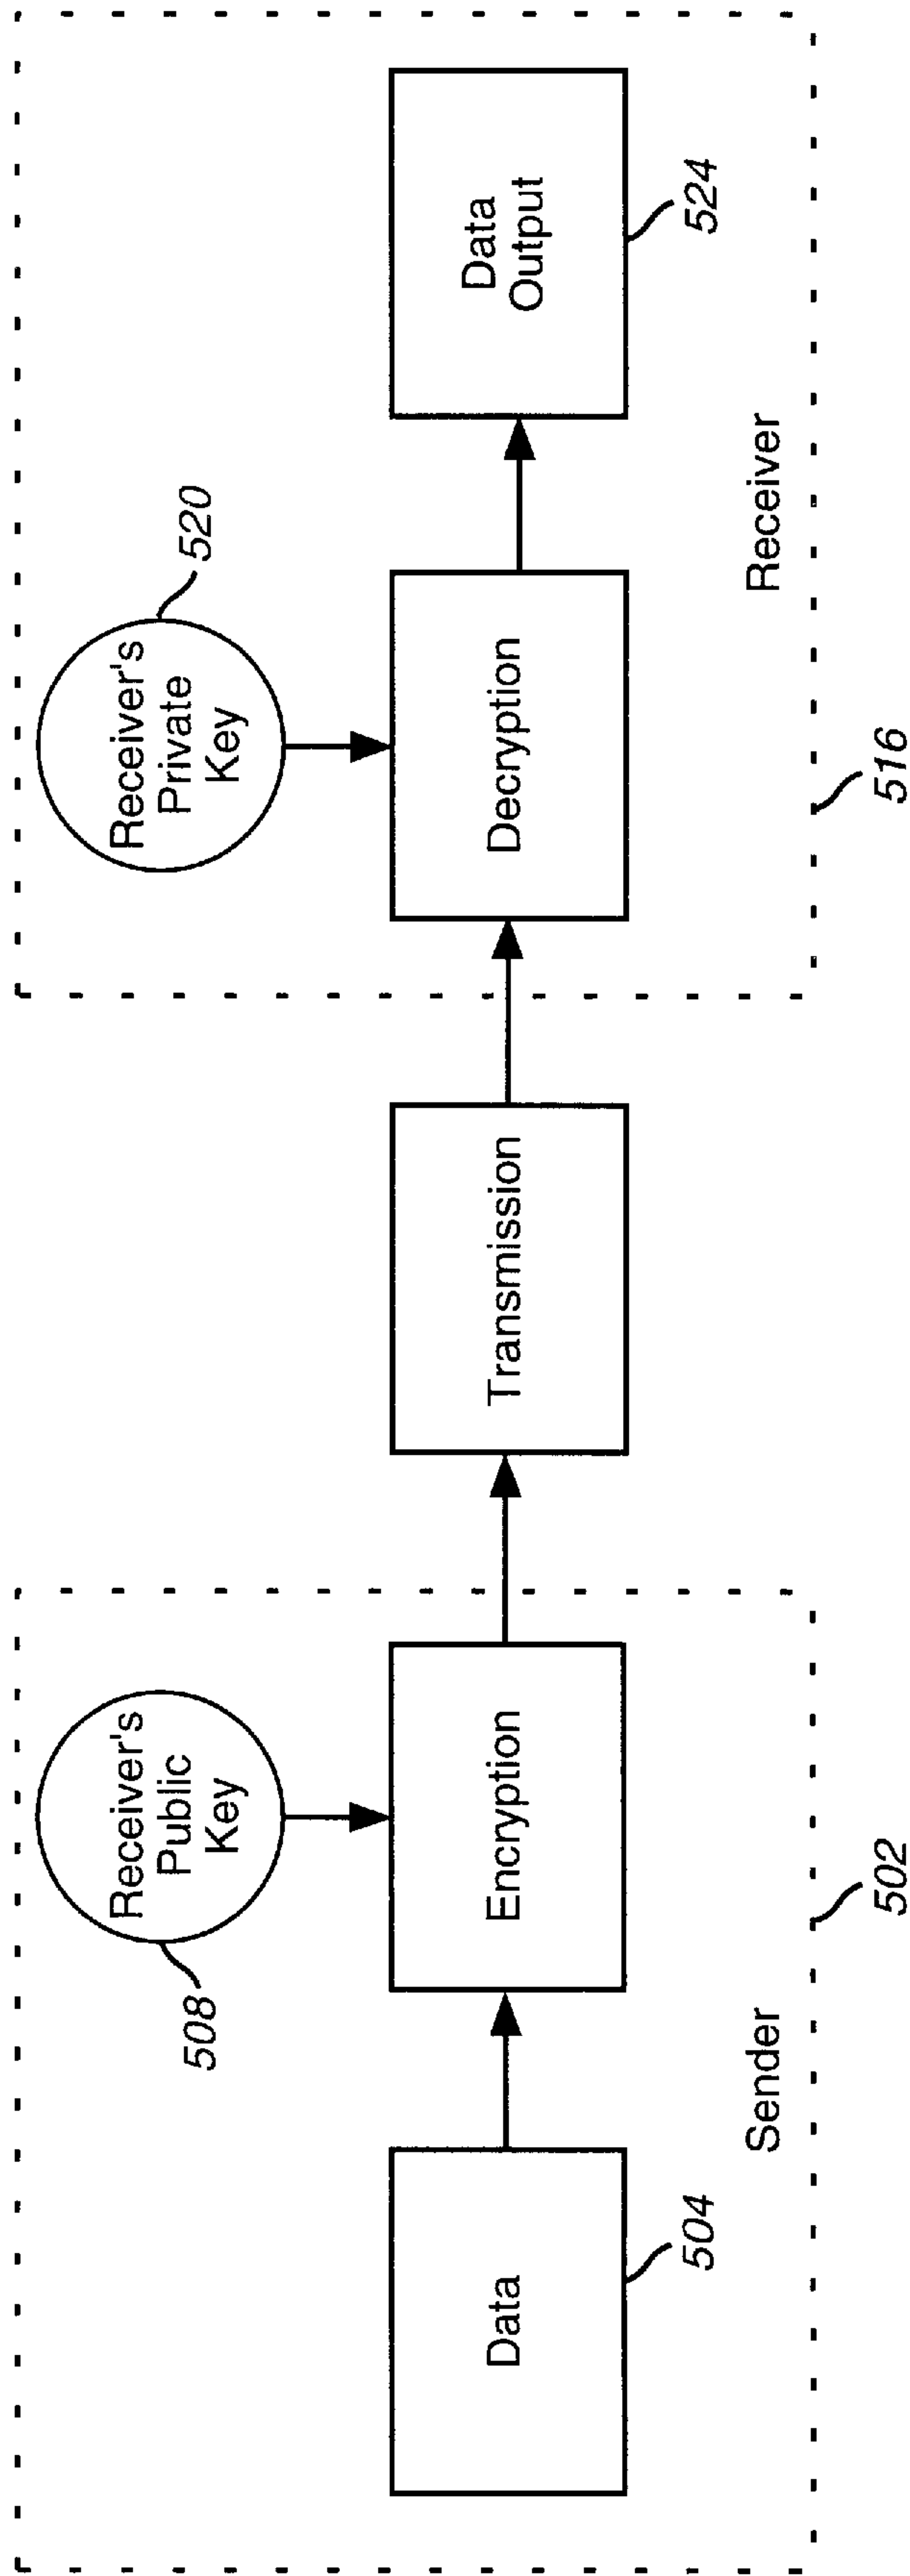 Receiver's
Public
Key
508
Data
504
Encryption
Sender
502
Transmission
Receiver's
Private
Key
520
Decryption
Data
Output
524
Receiver
516